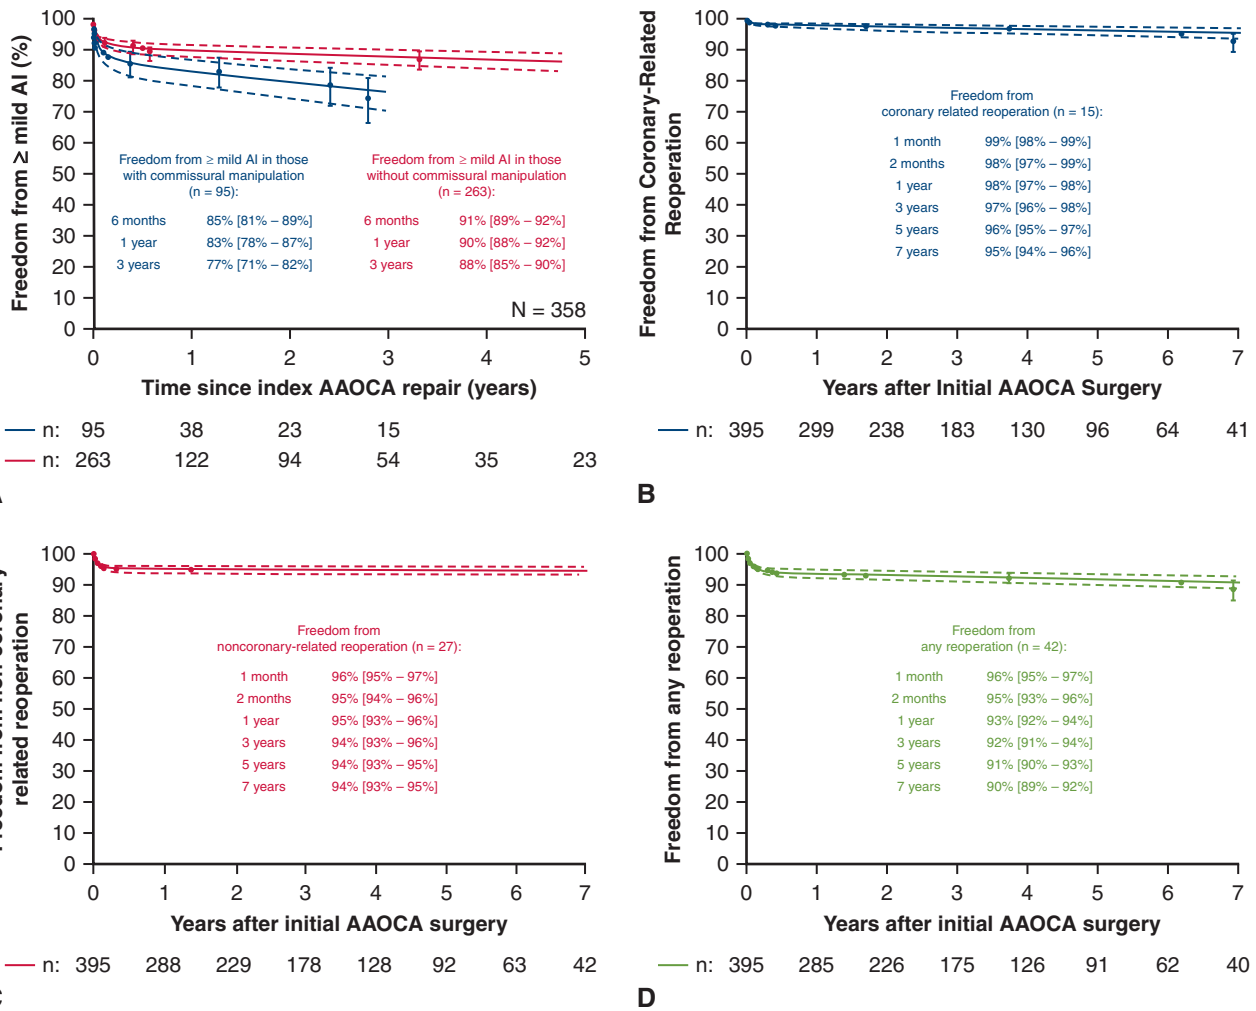 Freedom from ≥ mild AI (%)
100
90
80
70
60
50
40
30
20
10
0
Freedom from ≥ mild AI in those
with commissural manipulation
(n = 95):
6 months 85% [81% – 89%]
1 year 83% [78% – 87%]
3 years 77% [71% – 82%]
Freedom from ≥ mild AI in those
without commissural manipulation
(n = 263):
6 months 91% [89% – 92%]
1 year 90% [88% – 92%]
3 years 88% [85% – 90%]
N = 358
0 1 2 3 4 5
Time since index AAOCA repair (years)
n: 95 38 23 15
n: 263 122 94 54 35 23
Freedom from Coronary-Related
Reoperation
100
90
80
70
60
50
40
30
20
10
0
Freedom from
coronary related reoperation (n = 15):
1 month 99% [98% – 99%]
2 months 98% [97% – 99%]
1 year 98% [97% – 98%]
3 years 97% [96% – 98%]
5 years 96% [95% – 97%]
7 years 95% [94% – 96%]
0 1 2 3 4 5 6 7
Years after Initial AAOCA Surgery
n: 395 299 238 183 130 96 64 41
B
related reoperation
100
90
80
70
60
50
40
30
20
10
0
Freedom from
noncoronary-related reoperation (n = 27):
1 month 96% [95% – 97%]
2 months 95% [94% – 96%]
1 year 95% [93% – 96%]
3 years 94% [93% – 96%]
5 years 94% [93% – 95%]
7 years 94% [93% – 95%]
0 1 2 3 4 5 6 7
Years after initial AAOCA surgery
n: 395 288 229 178 128 92 63 42
Freedom from any reoperation
100
90
80
70
60
50
40
30
20
10
0
Freedom from
any reoperation (n = 42):
1 month 96% [95% – 97%]
2 months 95% [93% – 96%]
1 year 93% [92% – 94%]
3 years 92% [91% – 94%]
5 years 91% [90% – 93%]
7 years 90% [89% – 92%]
0 1 2 3 4 5 6 7
Years after initial AAOCA surgery
n: 395 285 226 175 126 91 62 40
D